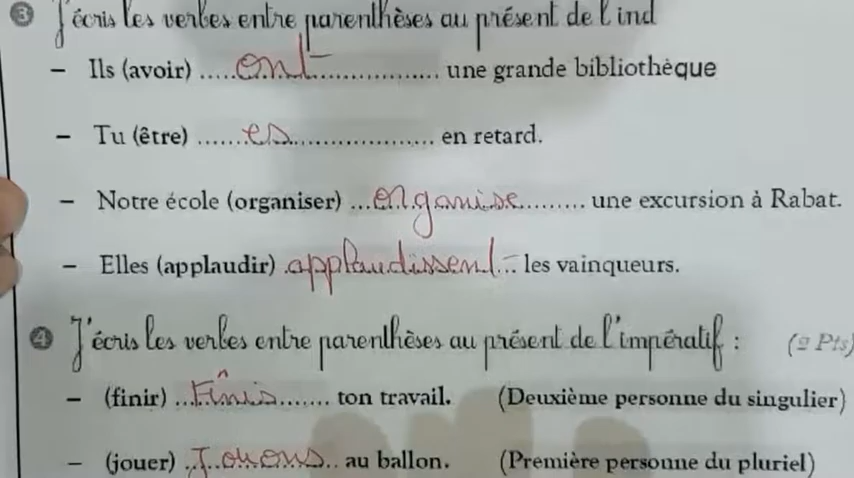 3 J'écris les verbes entre parenthèses au présent de l'ind
– Ils (avoir) .....ont.................. une grande bibliothèque
– Tu (être) .......es..................... en retard.
– Notre école (organiser) ...organise......... une excursion à Rabat.
– Elles (applaudir) .applaudissent... les vainqueurs.
4 J'écris les verbes entre parenthèses au présent de l'impératif : (2 Pts)
– (finir) ...Finis........ ton travail. (Deuxième personne du singulier)
– (jouer) ..Jouons.. au ballon. (Première personne du pluriel)